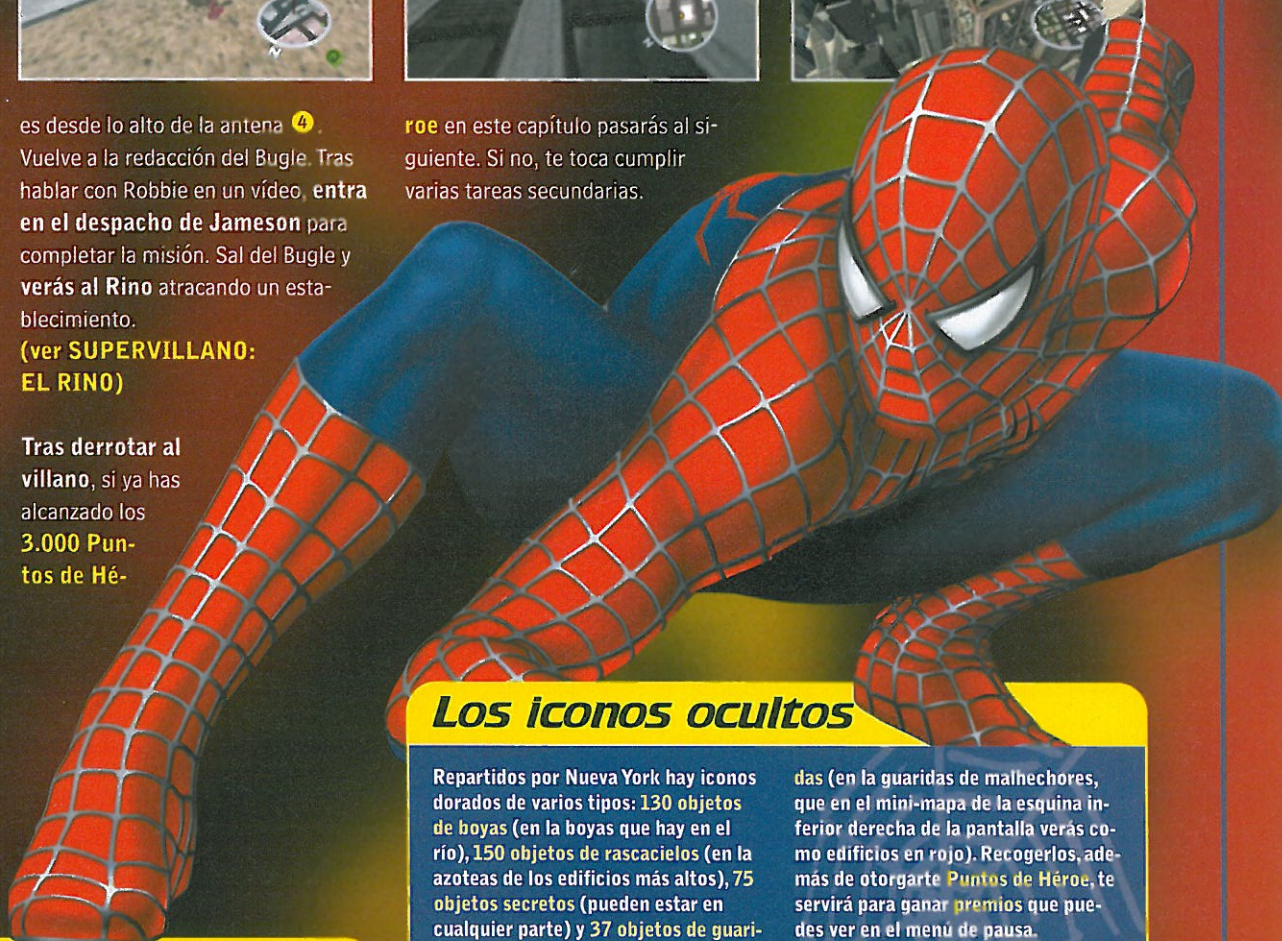 es desde lo alto de la antena 4.
Vuelve a la redacción del Bugle. Tras
hablar con Robbie en un vídeo, entra
en el despacho de Jameson para
completar la misión. Sal del Bugle y
verás al Rino atracando un esta-
blecimiento.
(ver SUPERVILLANO:
EL RINO)
Tras derrotar al
villano, si ya has
alcanzado los
3.000 Pun-
tos de Hé-
roe en este capítulo pasarás al si-
guiente. Si no, te toca cumplir
varias tareas secundarias.
Los iconos ocultos
Repartidos por Nueva York hay iconos
dorados de varios tipos: 130 objetos
de boyas (en la boyas que hay en el
río), 150 objetos de rascacielos (en la
azoteas de los edificios más altos), 75
objetos secretos (pueden estar en
cualquier parte) y 37 objetos de guari-
das (en la guaridas de malhechores,
que en el mini-mapa de la esquina in-
ferior derecha de la pantalla verás co-
mo edificios en rojo). Recogerlos, ade-
más de otorgarte Puntos de Héroe, te
servirá para ganar premios que pue-
des ver en el menú de pausa.